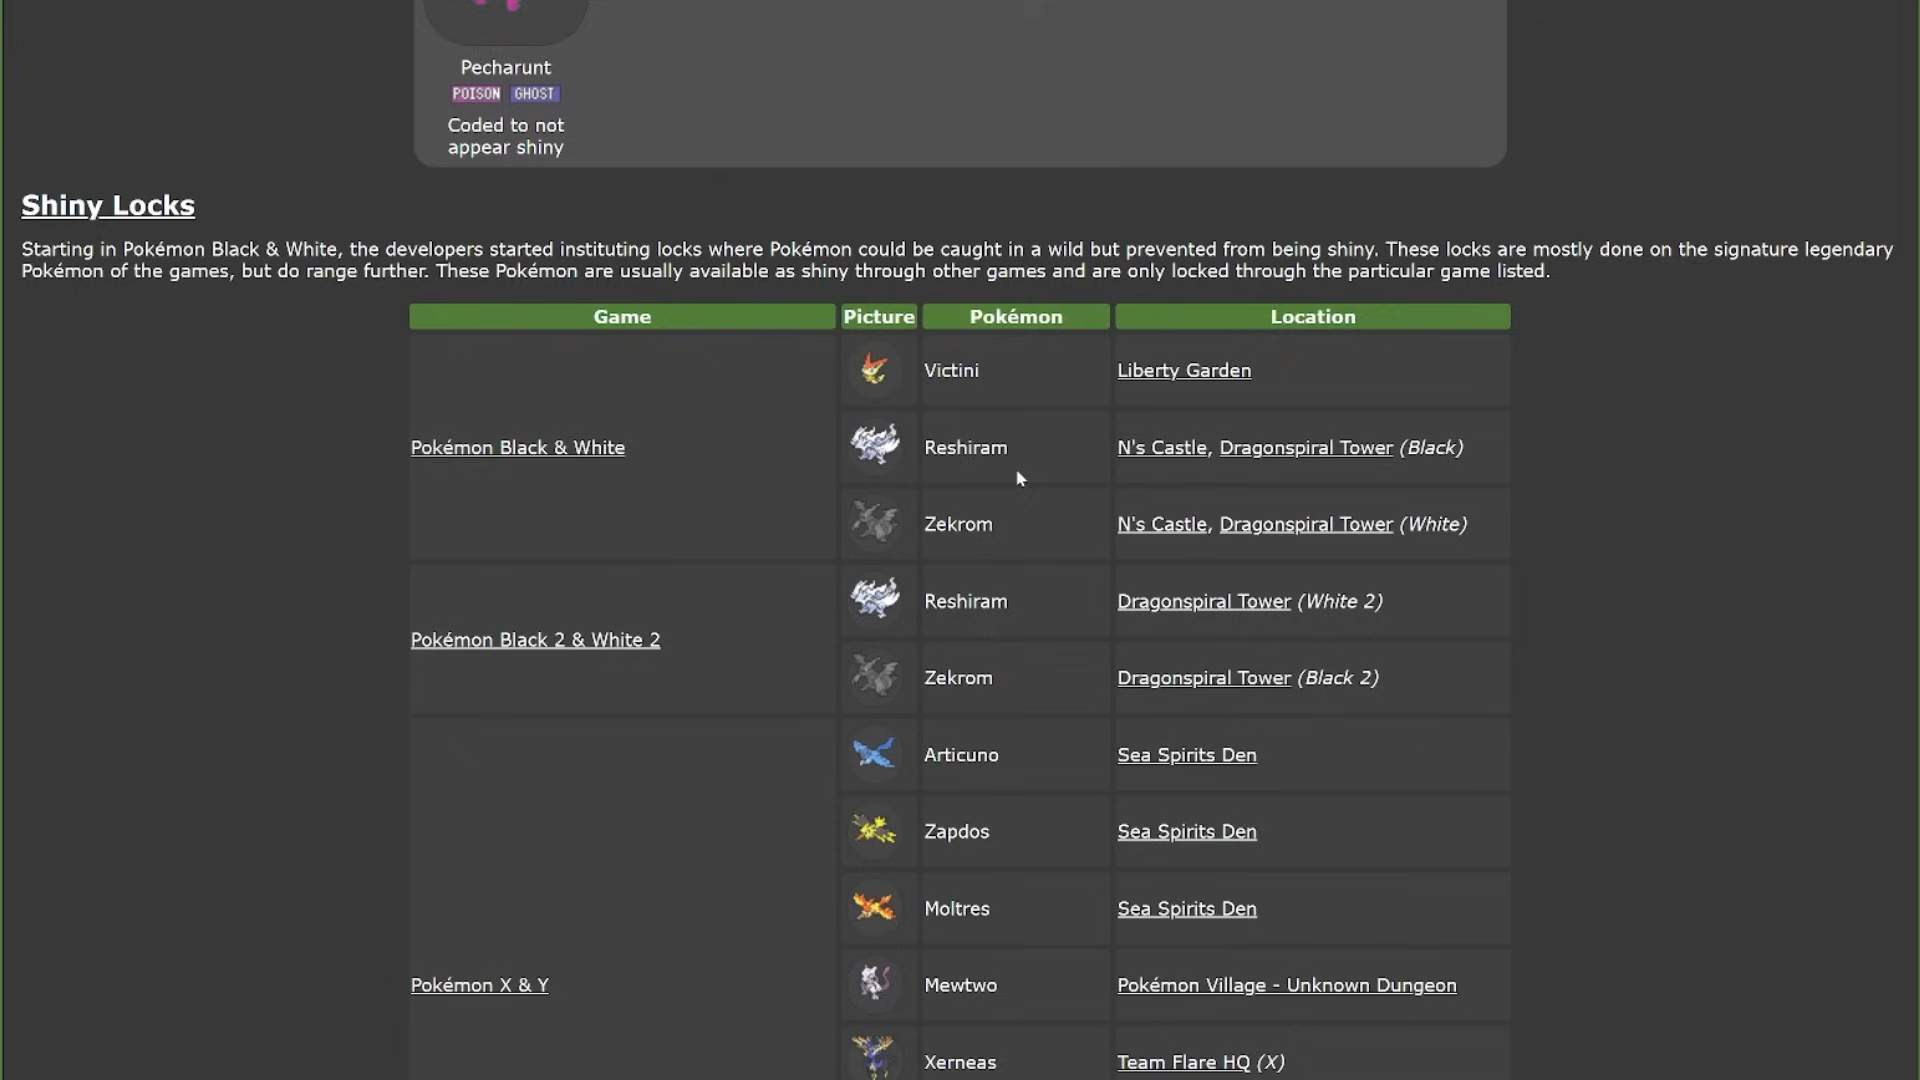 Pecharunt
POISON GHOST
Coded to not
appear shiny
Shiny Locks
Starting in Pokémon Black & White, the developers started instituting locks where Pokémon could be caught in a wild but prevented from being shiny. These locks are mostly done on the signature legendary
Pokémon of the games, but do range further. These Pokémon are usually available as shiny through other games and are only locked through the particular game listed.
Game Picture Pokémon Location
Victini Liberty Garden
Pokémon Black & White Reshiram N's Castle, Dragonspiral Tower (Black)
Zekrom N's Castle, Dragonspiral Tower (White)
Reshiram Dragonspiral Tower (White 2)
Pokémon Black 2 & White 2
Zekrom Dragonspiral Tower (Black 2)
Articuno Sea Spirits Den
Zapdos Sea Spirits Den
Moltres Sea Spirits Den
Pokémon X & Y Mewtwo Pokémon Village - Unknown Dungeon
Xerneas Team Flare HQ (X)